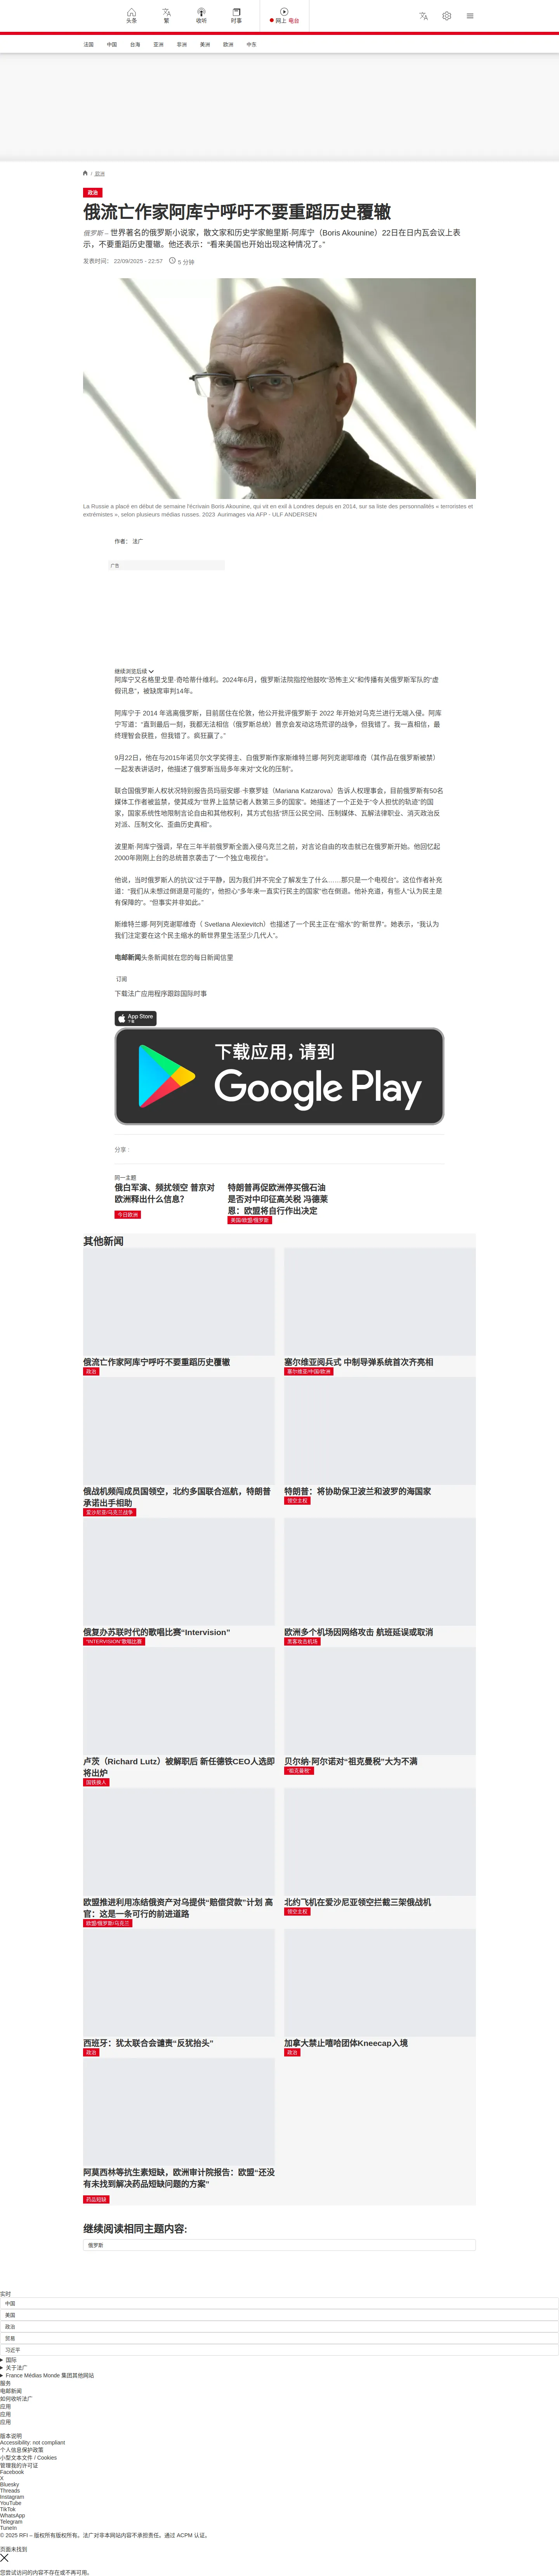 头条
繁
收听
时事
网上 电台
法国
中国
台海
亚洲
非洲
美洲
欧洲
中东
/ 欧洲
政治
俄流亡作家阿库宁呼吁不要重蹈历史覆辙
俄罗斯 – 世界著名的俄罗斯小说家，散文家和历史学家鲍里斯·阿库宁（Boris Akounine）22日在日内瓦会议上表
示，不要重蹈历史覆辙。他还表示：“看来美国也开始出现这种情况了。”
发表时间： 22/09/2025 - 22:57
5 分钟
La Russie a placé en début de semaine l'écrivain Boris Akounine, qui vit en exil à Londres depuis en 2014, sur sa liste des personnalités « terroristes et
extrémistes », selon plusieurs médias russes. 2023 Aurimages via AFP - ULF ANDERSEN
作者： 法广
广告
继续浏览后续
阿库宁又名格里戈里·奇哈蒂什维利。2024年6月，俄罗斯法院指控他鼓吹“恐怖主义”和传播有关俄罗斯军队的“虚
假讯息”，被缺席审判14年。
阿库宁于 2014 年逃离俄罗斯，目前居住在伦敦，他公开批评俄罗斯于 2022 年开始对乌克兰进行无端入侵。阿库
宁写道：“直到最后一刻，我都无法相信（俄罗斯总统）普京会发动这场荒谬的战争，但我错了。我一直相信，最
终理智会获胜，但我错了。疯狂赢了。”
9月22日，他在与2015年诺贝尔文学奖得主、白俄罗斯作家斯维特兰娜·阿列克谢耶维奇（其作品在俄罗斯被禁）
一起发表讲话时，他描述了俄罗斯当局多年来对“文化的压制”。
联合国俄罗斯人权状况特别报告员玛丽安娜·卡察罗娃（Mariana Katzarova）告诉人权理事会，目前俄罗斯有50名
媒体工作者被监禁，使其成为“世界上监禁记者人数第三多的国家”。她描述了一个正处于“令人担忧的轨迹”的国
家，国家系统性地限制言论自由和其他权利，其方式包括“挤压公民空间、压制媒体、瓦解法律职业、消灭政治反
对派、压制文化、歪曲历史真相”。
波里斯·阿库宁强调，早在三年半前俄罗斯全面入侵乌克兰之前，对言论自由的攻击就已在俄罗斯开始。他回忆起
2000年刚刚上台的总统普京袭击了“一个独立电视台”。
他说，当时俄罗斯人的抗议“过于平静，因为我们并不完全了解发生了什么……那只是一个电视台”。这位作者补充
道：“我们从未想过倒退是可能的”，他担心“多年来一直实行民主的国家”也在倒退。他补充道，有些人“认为民主是
有保障的”。“但事实并非如此。”
斯维特兰娜·阿列克谢耶维奇（ Svetlana Alexievitch）也描述了一个民主正在“缩水”的“新世界”。她表示，“我认为
我们注定要在这个民主缩水的新世界里生活至少几代人”。
电邮新闻头条新闻就在您的每日新闻信里
订阅
下载法广应用程序跟踪国际时事
App Store
下载
下载应用，请到
Google Play
分享 :
同一主题
俄白军演、频扰领空 普京对
欧洲释出什么信息?
今日欧洲
特朗普再促欧洲停买俄石油
是否对中印征高关税 冯德莱
恩：欧盟将自行作出决定
美国/欧盟/俄罗斯
其他新闻
俄流亡作家阿库宁呼吁不要重蹈历史覆辙
政治
塞尔维亚阅兵式 中制导弹系统首次齐亮相
塞尔维亚/中国/欧洲
俄战机频闯成员国领空，北约多国联合巡航，特朗普
承诺出手相助
爱沙尼亚/乌克兰战争
特朗普：将协助保卫波兰和波罗的海国家
领空主权
俄复办苏联时代的歌唱比赛“Intervision”
“INTERVISION”歌唱比赛
欧洲多个机场因网络攻击 航班延误或取消
黑客攻击机场
卢茨（Richard Lutz）被解职后 新任德铁CEO人选即
将出炉
国铁换人
贝尔纳·阿尔诺对“祖克曼税”大为不满
“祖克曼税”
欧盟推进利用冻结俄资产对乌提供“赔偿贷款”计划 高
官：这是一条可行的前进道路
欧盟/俄罗斯/乌克兰
北约飞机在爱沙尼亚领空拦截三架俄战机
领空主权
西班牙：犹太联合会谴责“反犹抬头”
政治
加拿大禁止嘻哈团体Kneecap入境
政治
阿莫西林等抗生素短缺，欧洲审计院报告：欧盟“还没
有未找到解决药品短缺问题的方案”
药品短缺
继续阅读相同主题内容:
俄罗斯
实时
中国
美国
政治
贸易
习近平
国际
关于法广
France Médias Monde 集团其他网站
服务
电邮新闻
如何收听法广
应用
应用
应用
版本说明
Accessibility: not compliant
个人信息保护政策
小型文本文件 / Cookies
管理我的许可证
Facebook
X
Bluesky
Threads
Instagram
YouTube
TikTok
WhatsApp
Telegram
TuneIn
© 2025 RFI – 版权所有版权所有。法广对非本网站内容不承担责任。通过 ACPM 认证。
页面未找到
您尝试访问的内容不存在或不再可用。